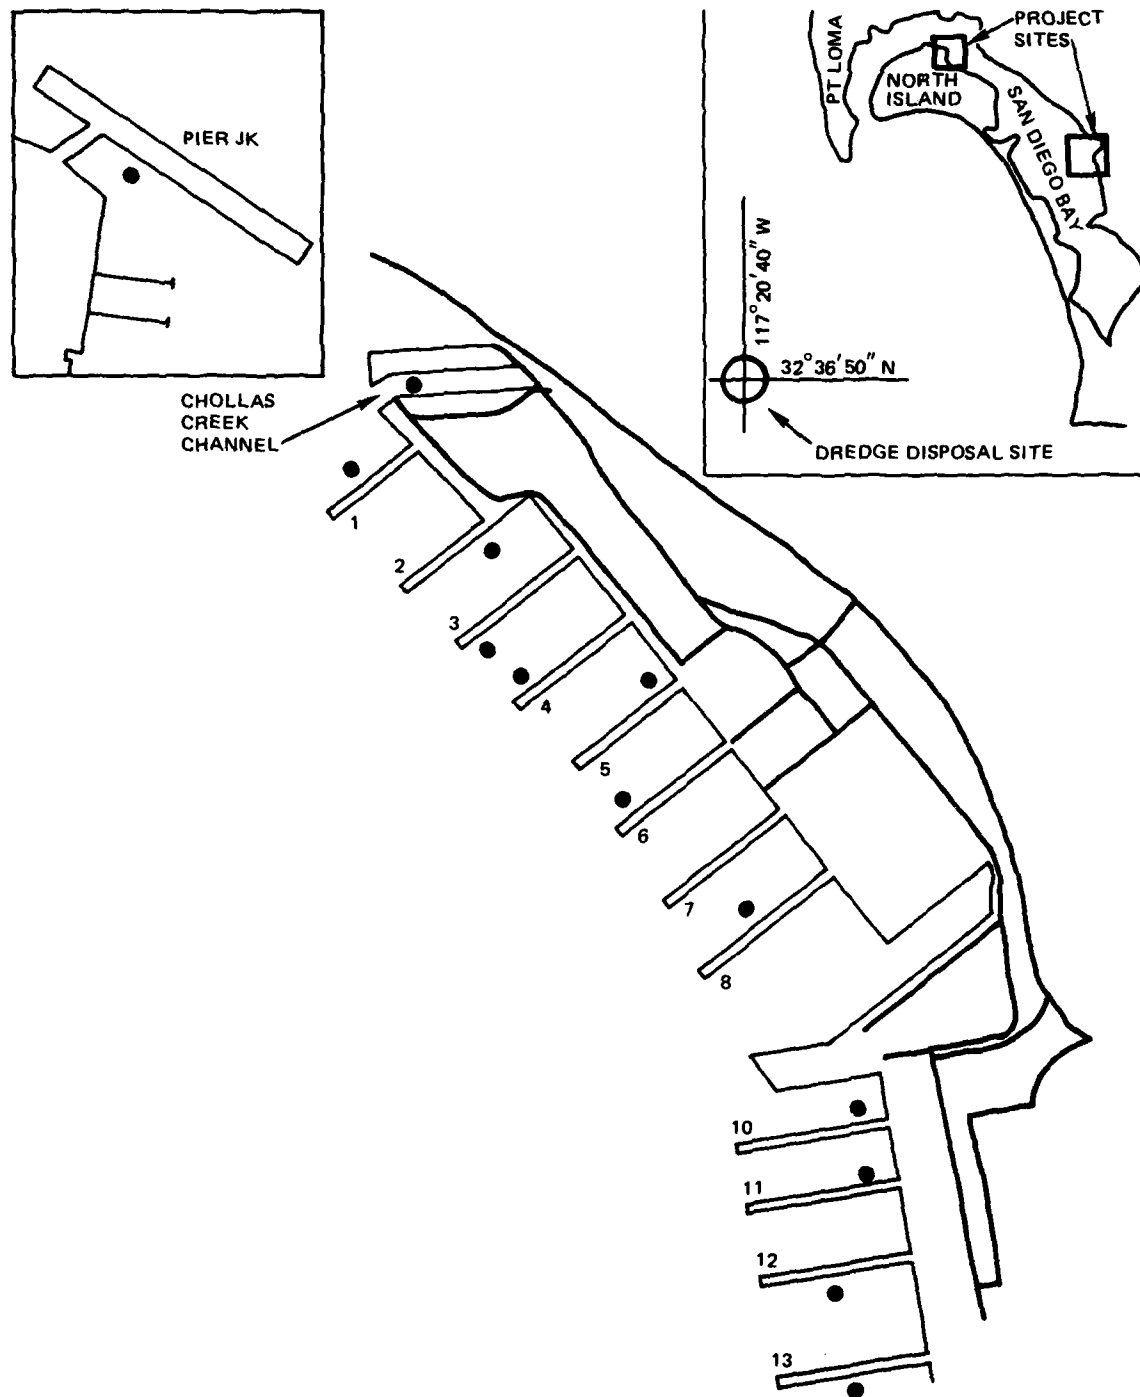 PIER JK
PROJECT
SITES
PT LOMA
NORTH
ISLAND
SAN DIEGO BAY
117°20'40" W
32°36'50" N
DREDGE DISPOSAL SITE
CHOLLAS
CREEK
CHANNEL
1
2
3
4
5
6
7
8
10
11
12
13